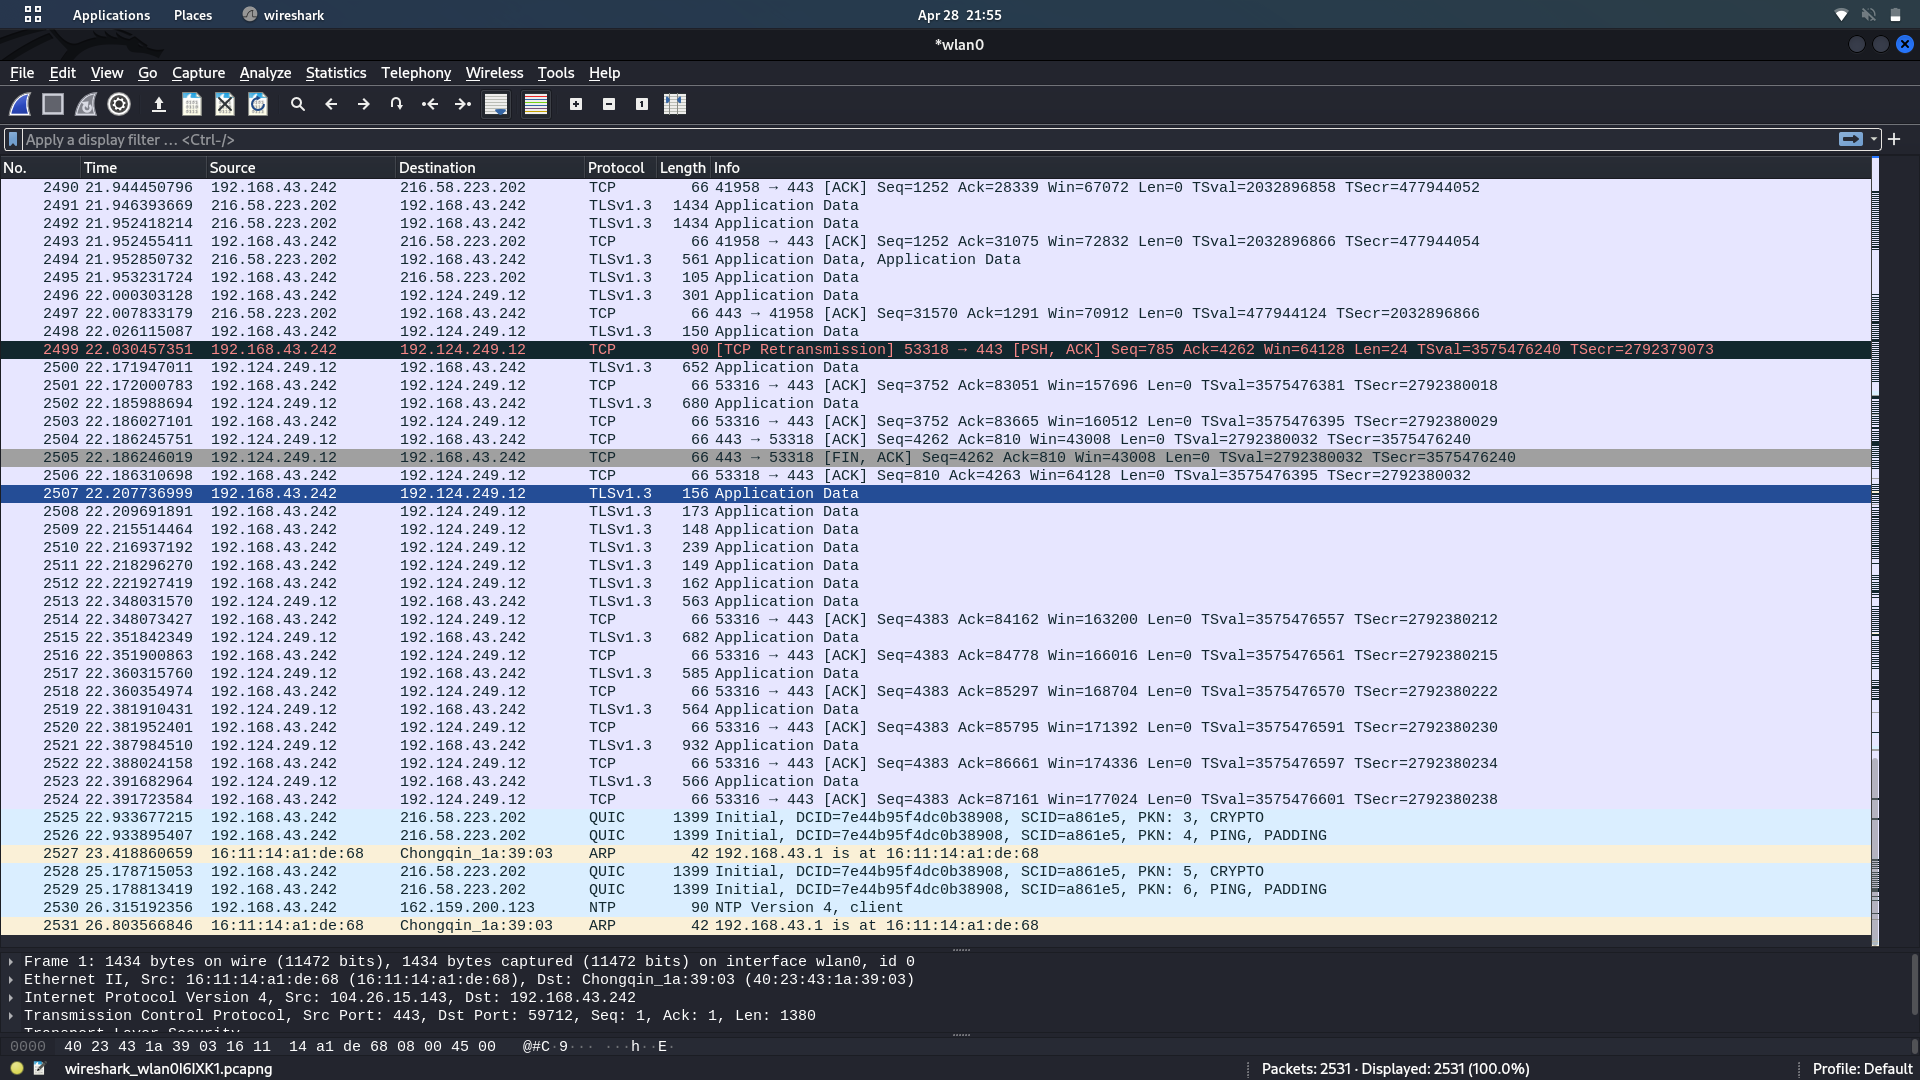 Applications Places wireshark Apr 28 21:55
*wlan0
File Edit View Go Capture Analyze Statistics Telephony Wireless Tools Help
Apply a display filter … <Ctrl-/>
No. Time Source Destination Protocol Length Info
2490 21.944450796 192.168.43.242 216.58.223.202 TCP 66 41958 → 443 [ACK] Seq=1252 Ack=28339 Win=67072 Len=0 TSval=2032896858 TSecr=477944052
2491 21.946393669 216.58.223.202 192.168.43.242 TLSv1.3 1434 Application Data
2492 21.952418214 216.58.223.202 192.168.43.242 TLSv1.3 1434 Application Data
2493 21.952455411 192.168.43.242 216.58.223.202 TCP 66 41958 → 443 [ACK] Seq=1252 Ack=31075 Win=72832 Len=0 TSval=2032896866 TSecr=477944054
2494 21.952850732 216.58.223.202 192.168.43.242 TLSv1.3 561 Application Data, Application Data
2495 21.953231724 192.168.43.242 216.58.223.202 TLSv1.3 105 Application Data
2496 22.000303128 192.168.43.242 192.124.249.12 TLSv1.3 301 Application Data
2497 22.007833179 216.58.223.202 192.168.43.242 TCP 66 443 → 41958 [ACK] Seq=31570 Ack=1291 Win=70912 Len=0 TSval=477944124 TSecr=2032896866
2498 22.026115087 192.168.43.242 192.124.249.12 TLSv1.3 150 Application Data
2499 22.030457351 192.168.43.242 192.124.249.12 TCP 90 [TCP Retransmission] 53318 → 443 [PSH, ACK] Seq=785 Ack=4262 Win=64128 Len=24 TSval=3575476240 TSecr=2792379073
2500 22.171947011 192.124.249.12 192.168.43.242 TLSv1.3 652 Application Data
2501 22.172000783 192.168.43.242 192.124.249.12 TCP 66 53316 → 443 [ACK] Seq=3752 Ack=83051 Win=157696 Len=0 TSval=3575476381 TSecr=2792380018
2502 22.185988694 192.124.249.12 192.168.43.242 TLSv1.3 680 Application Data
2503 22.186027101 192.168.43.242 192.124.249.12 TCP 66 53316 → 443 [ACK] Seq=3752 Ack=83665 Win=160512 Len=0 TSval=3575476395 TSecr=2792380029
2504 22.186245751 192.124.249.12 192.168.43.242 TCP 66 443 → 53318 [ACK] Seq=4262 Ack=810 Win=43008 Len=0 TSval=2792380032 TSecr=3575476240
2505 22.186246019 192.124.249.12 192.168.43.242 TCP 66 443 → 53318 [FIN, ACK] Seq=4262 Ack=810 Win=43008 Len=0 TSval=2792380032 TSecr=3575476240
2506 22.186310698 192.168.43.242 192.124.249.12 TCP 66 53318 → 443 [ACK] Seq=810 Ack=4263 Win=64128 Len=0 TSval=3575476395 TSecr=2792380032
2507 22.207736999 192.168.43.242 192.124.249.12 TLSv1.3 156 Application Data
2508 22.209691891 192.168.43.242 192.124.249.12 TLSv1.3 173 Application Data
2509 22.215514464 192.168.43.242 192.124.249.12 TLSv1.3 148 Application Data
2510 22.216937192 192.168.43.242 192.124.249.12 TLSv1.3 239 Application Data
2511 22.218296270 192.168.43.242 192.124.249.12 TLSv1.3 149 Application Data
2512 22.221927419 192.168.43.242 192.124.249.12 TLSv1.3 162 Application Data
2513 22.348031570 192.124.249.12 192.168.43.242 TLSv1.3 563 Application Data
2514 22.348073427 192.168.43.242 192.124.249.12 TCP 66 53316 → 443 [ACK] Seq=4383 Ack=84162 Win=163200 Len=0 TSval=3575476557 TSecr=2792380212
2515 22.351842349 192.124.249.12 192.168.43.242 TLSv1.3 682 Application Data
2516 22.351900863 192.168.43.242 192.124.249.12 TCP 66 53316 → 443 [ACK] Seq=4383 Ack=84778 Win=166016 Len=0 TSval=3575476561 TSecr=2792380215
2517 22.360315760 192.124.249.12 192.168.43.242 TLSv1.3 585 Application Data
2518 22.360354974 192.168.43.242 192.124.249.12 TCP 66 53316 → 443 [ACK] Seq=4383 Ack=85297 Win=168704 Len=0 TSval=3575476570 TSecr=2792380222
2519 22.381910431 192.124.249.12 192.168.43.242 TLSv1.3 564 Application Data
2520 22.381952401 192.168.43.242 192.124.249.12 TCP 66 53316 → 443 [ACK] Seq=4383 Ack=85795 Win=171392 Len=0 TSval=3575476591 TSecr=2792380230
2521 22.387984510 192.124.249.12 192.168.43.242 TLSv1.3 932 Application Data
2522 22.388024158 192.168.43.242 192.124.249.12 TCP 66 53316 → 443 [ACK] Seq=4383 Ack=86661 Win=174336 Len=0 TSval=3575476597 TSecr=2792380234
2523 22.391682964 192.124.249.12 192.168.43.242 TLSv1.3 566 Application Data
2524 22.391723584 192.168.43.242 192.124.249.12 TCP 66 53316 → 443 [ACK] Seq=4383 Ack=87161 Win=177024 Len=0 TSval=3575476601 TSecr=2792380238
2525 22.933677215 192.168.43.242 216.58.223.202 QUIC 1399 Initial, DCID=7e44b95f4dc0b38908, SCID=a861e5, PKN: 3, CRYPTO
2526 22.933895407 192.168.43.242 216.58.223.202 QUIC 1399 Initial, DCID=7e44b95f4dc0b38908, SCID=a861e5, PKN: 4, PING, PADDING
2527 23.418860659 16:11:14:a1:de:68 Chongqin_1a:39:03 ARP 42 192.168.43.1 is at 16:11:14:a1:de:68
2528 25.178715053 192.168.43.242 216.58.223.202 QUIC 1399 Initial, DCID=7e44b95f4dc0b38908, SCID=a861e5, PKN: 5, CRYPTO
2529 25.178813419 192.168.43.242 216.58.223.202 QUIC 1399 Initial, DCID=7e44b95f4dc0b38908, SCID=a861e5, PKN: 6, PING, PADDING
2530 26.315192356 192.168.43.242 162.159.200.123 NTP 90 NTP Version 4, client
2531 26.803566846 16:11:14:a1:de:68 Chongqin_1a:39:03 ARP 42 192.168.43.1 is at 16:11:14:a1:de:68
Frame 1: 1434 bytes on wire (11472 bits), 1434 bytes captured (11472 bits) on interface wlan0, id 0
Ethernet II, Src: 16:11:14:a1:de:68 (16:11:14:a1:de:68), Dst: Chongqin_1a:39:03 (40:23:43:1a:39:03)
Internet Protocol Version 4, Src: 104.26.15.143, Dst: 192.168.43.242
Transmission Control Protocol, Src Port: 443, Dst Port: 59712, Seq: 1, Ack: 1, Len: 1380
Transport Layer Security
0000 40 23 43 1a 39 03 16 11 14 a1 de 68 08 00 45 00 @#C·9··· ···h··E·
wireshark_wlan0I6IXK1.pcapng Packets: 2531 · Displayed: 2531 (100.0%) Profile: Default